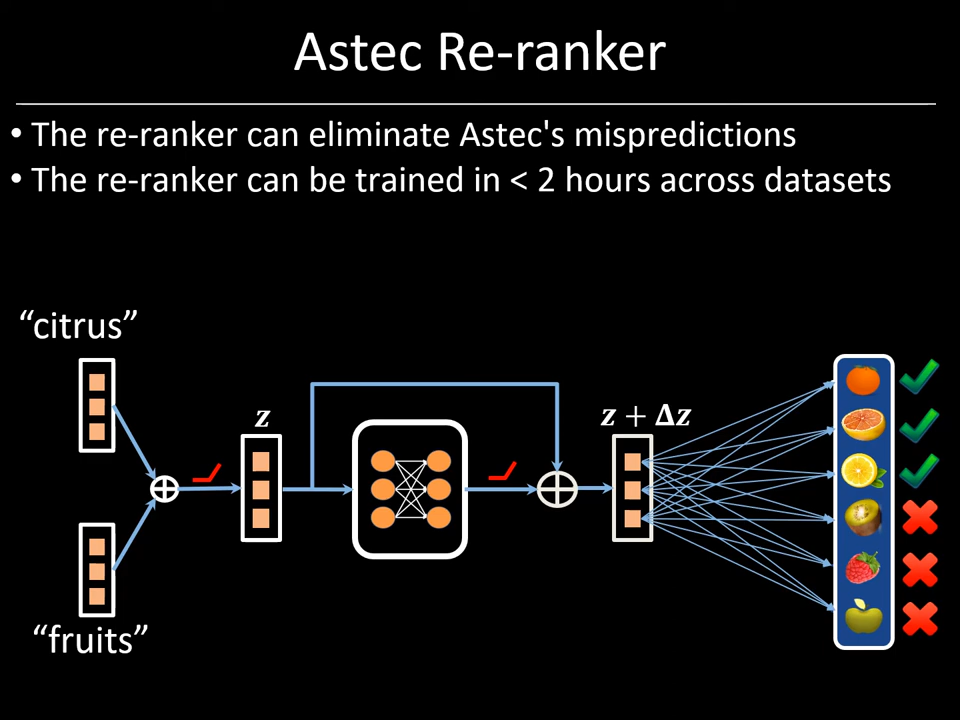 Astec Re-ranker
• The re-ranker can eliminate Astec's mispredictions
• The re-ranker can be trained in < 2 hours across datasets
“citrus”
z
z + Δz
“fruits”